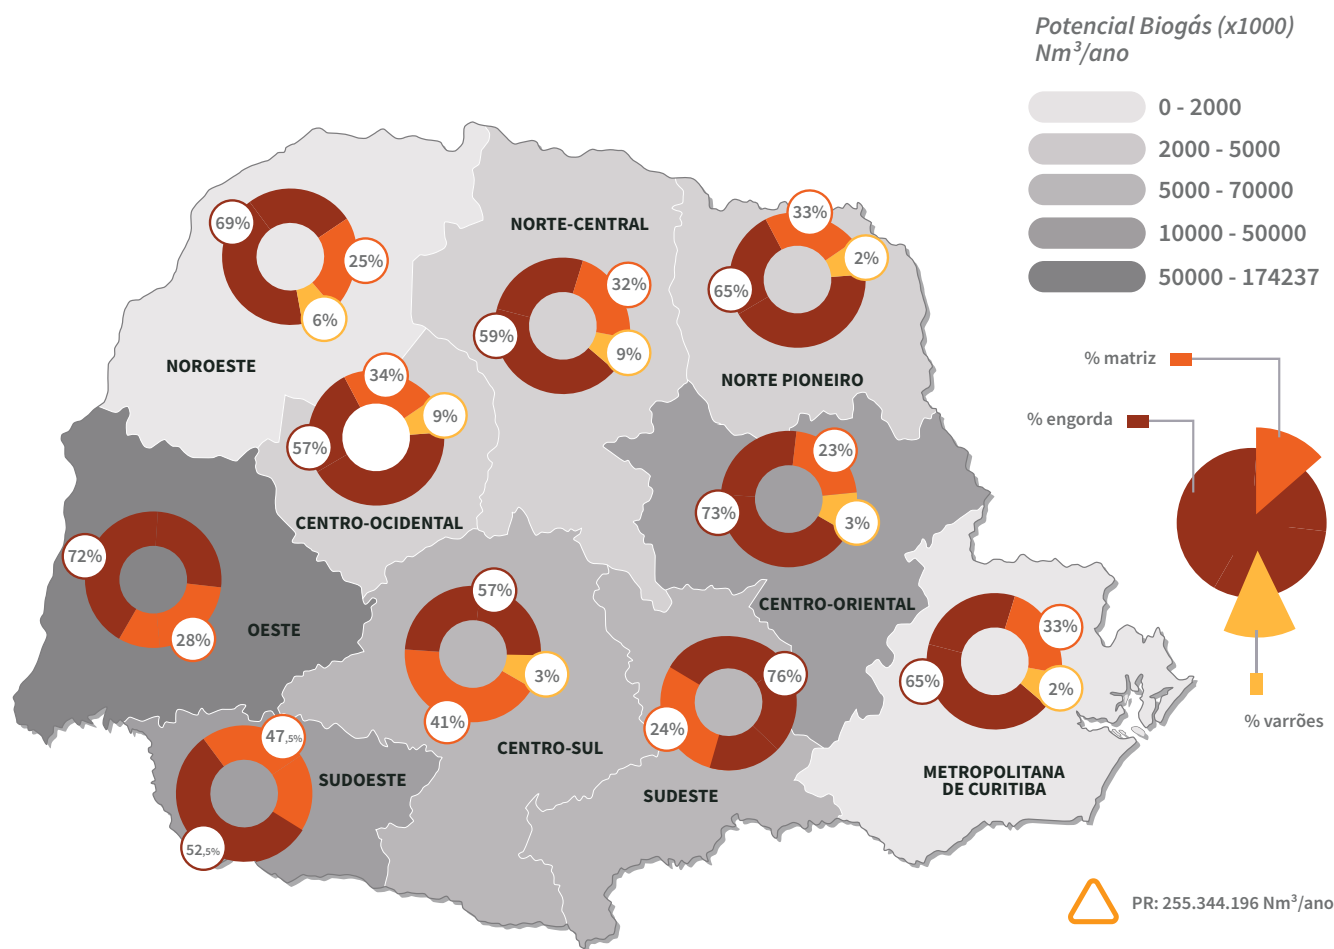 Potencial Biogás (x1000)
Nm³/ano
0 - 2000
2000 - 5000
5000 - 70000
10000 - 50000
50000 - 174237
% matriz
% engorda
% varrões
69%
25%
6%
NOROESTE
NORTE-CENTRAL
32%
59%
9%
33%
2%
65%
NORTE PIONEIRO
34%
9%
57%
CENTRO-OCIDENTAL
23%
73%
3%
CENTRO-ORIENTAL
72%
28%
OESTE
57%
3%
41%
CENTRO-SUL
76%
24%
SUDESTE
33%
65%
2%
METROPOLITANA
DE CURITIBA
47,5%
52,5%
SUDOESTE
PR: 255.344.196 Nm³/ano